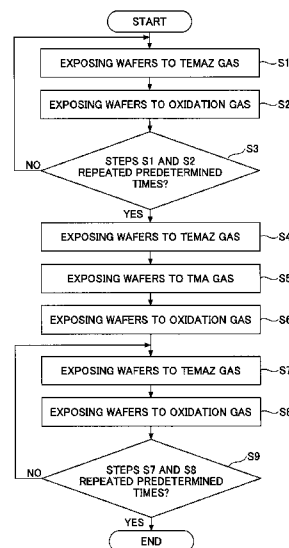 START
EXPOSING WAFERS TO TEMAZ GAS
S1
EXPOSING WAFERS TO OXIDATION GAS
S2
S3
STEPS S1 AND S2
REPEATED PREDETERMINED
TIMES?
NO
YES
EXPOSING WAFERS TO TEMAZ GAS
S4
EXPOSING WAFERS TO TMA GAS
S5
EXPOSING WAFERS TO OXIDATION GAS
S6
EXPOSING WAFERS TO TEMAZ GAS
S7
EXPOSING WAFERS TO OXIDATION GAS
S8
S9
STEPS S7 AND S8
REPEATED PREDETERMINED
TIMES?
NO
YES
END